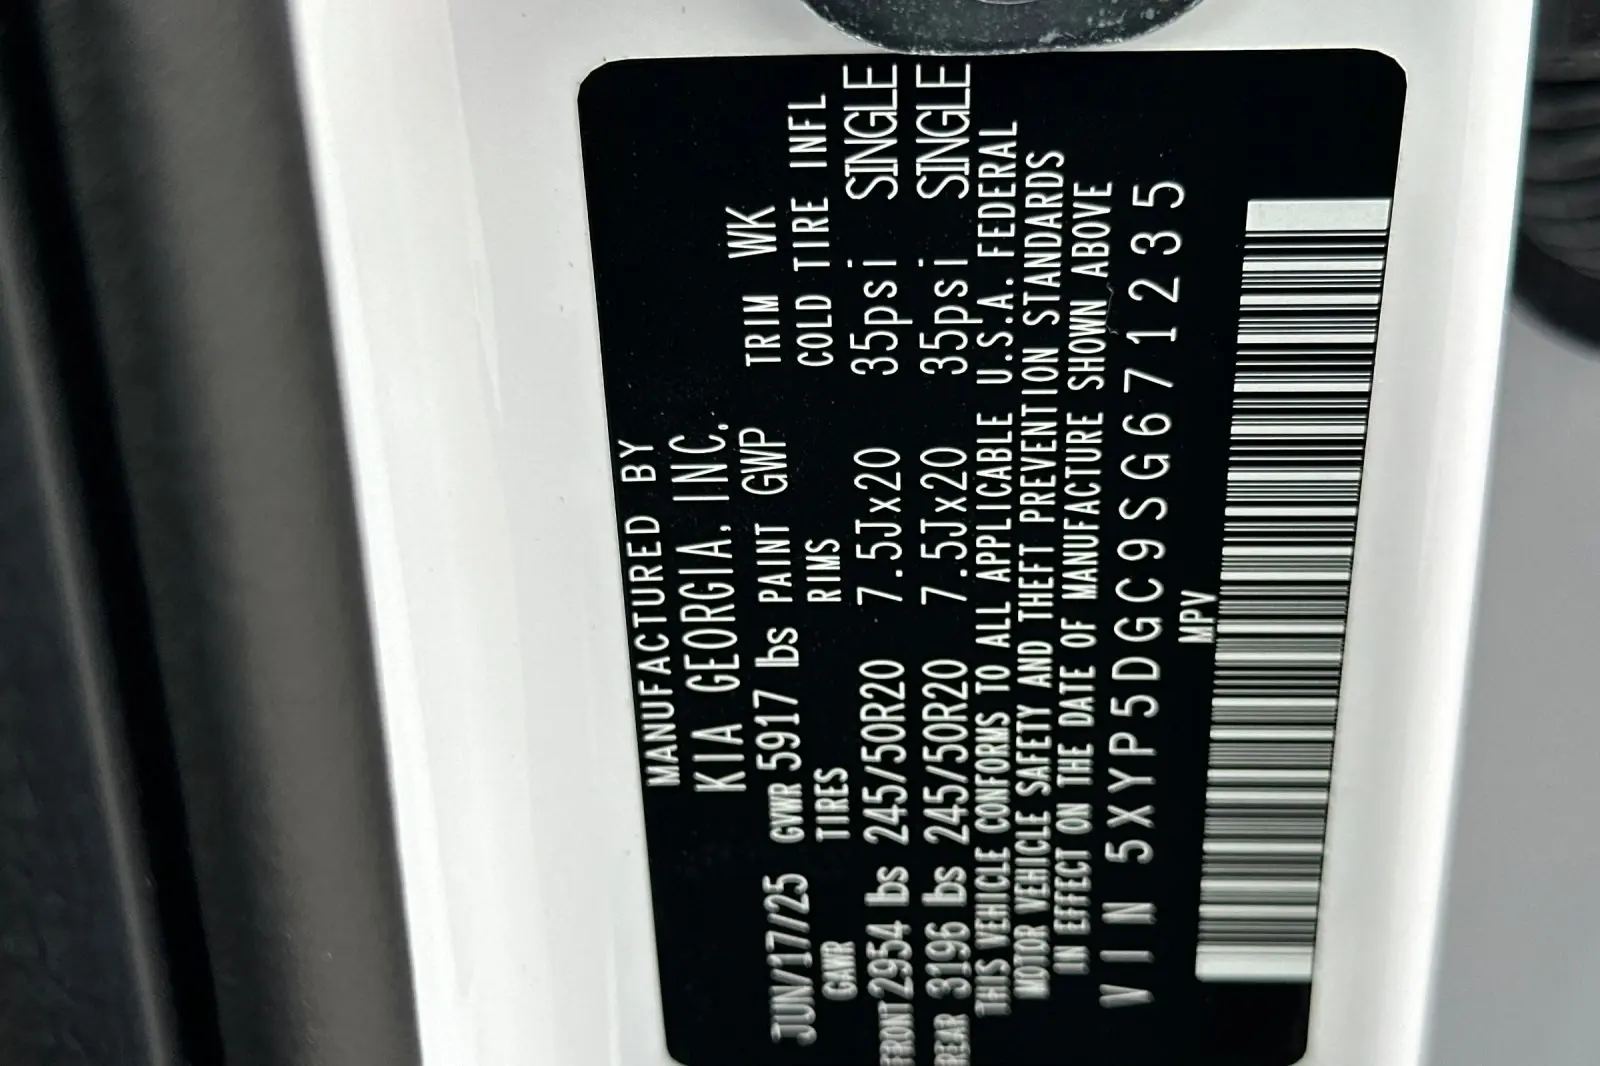 MANUFACTURED BY
KIA GEORGIA, INC.
JUN/17/25 GVWR 5917 lbs PAINT GWP TRIM WK
GAWR TIRES RIMS COLD TIRE INFL
FRONT 2954 lbs 245/50R20 7.5Jx20 35psi SINGLE
REAR 3196 lbs 245/50R20 7.5Jx20 35psi SINGLE
THIS VEHICLE CONFORMS TO ALL APPLICABLE U.S.A. FEDERAL
MOTOR VEHICLE SAFETY AND THEFT PREVENTION STANDARDS
IN EFFECT ON THE DATE OF MANUFACTURE SHOWN ABOVE
VIN 5XYP5DGC9SG671235
MPV